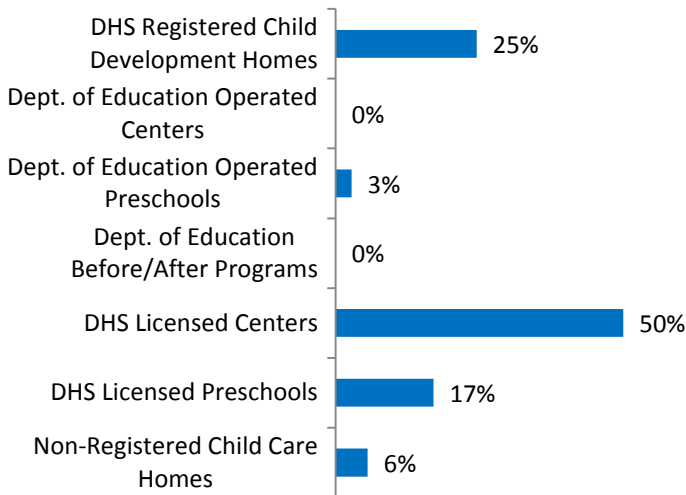 DHS Registered Child
Development Homes
25%
Dept. of Education Operated
Centers
0%
Dept. of Education Operated
Preschools
3%
Dept. of Education
Before/After Programs
0%
DHS Licensed Centers
50%
DHS Licensed Preschools
17%
Non-Registered Child Care
Homes
6%